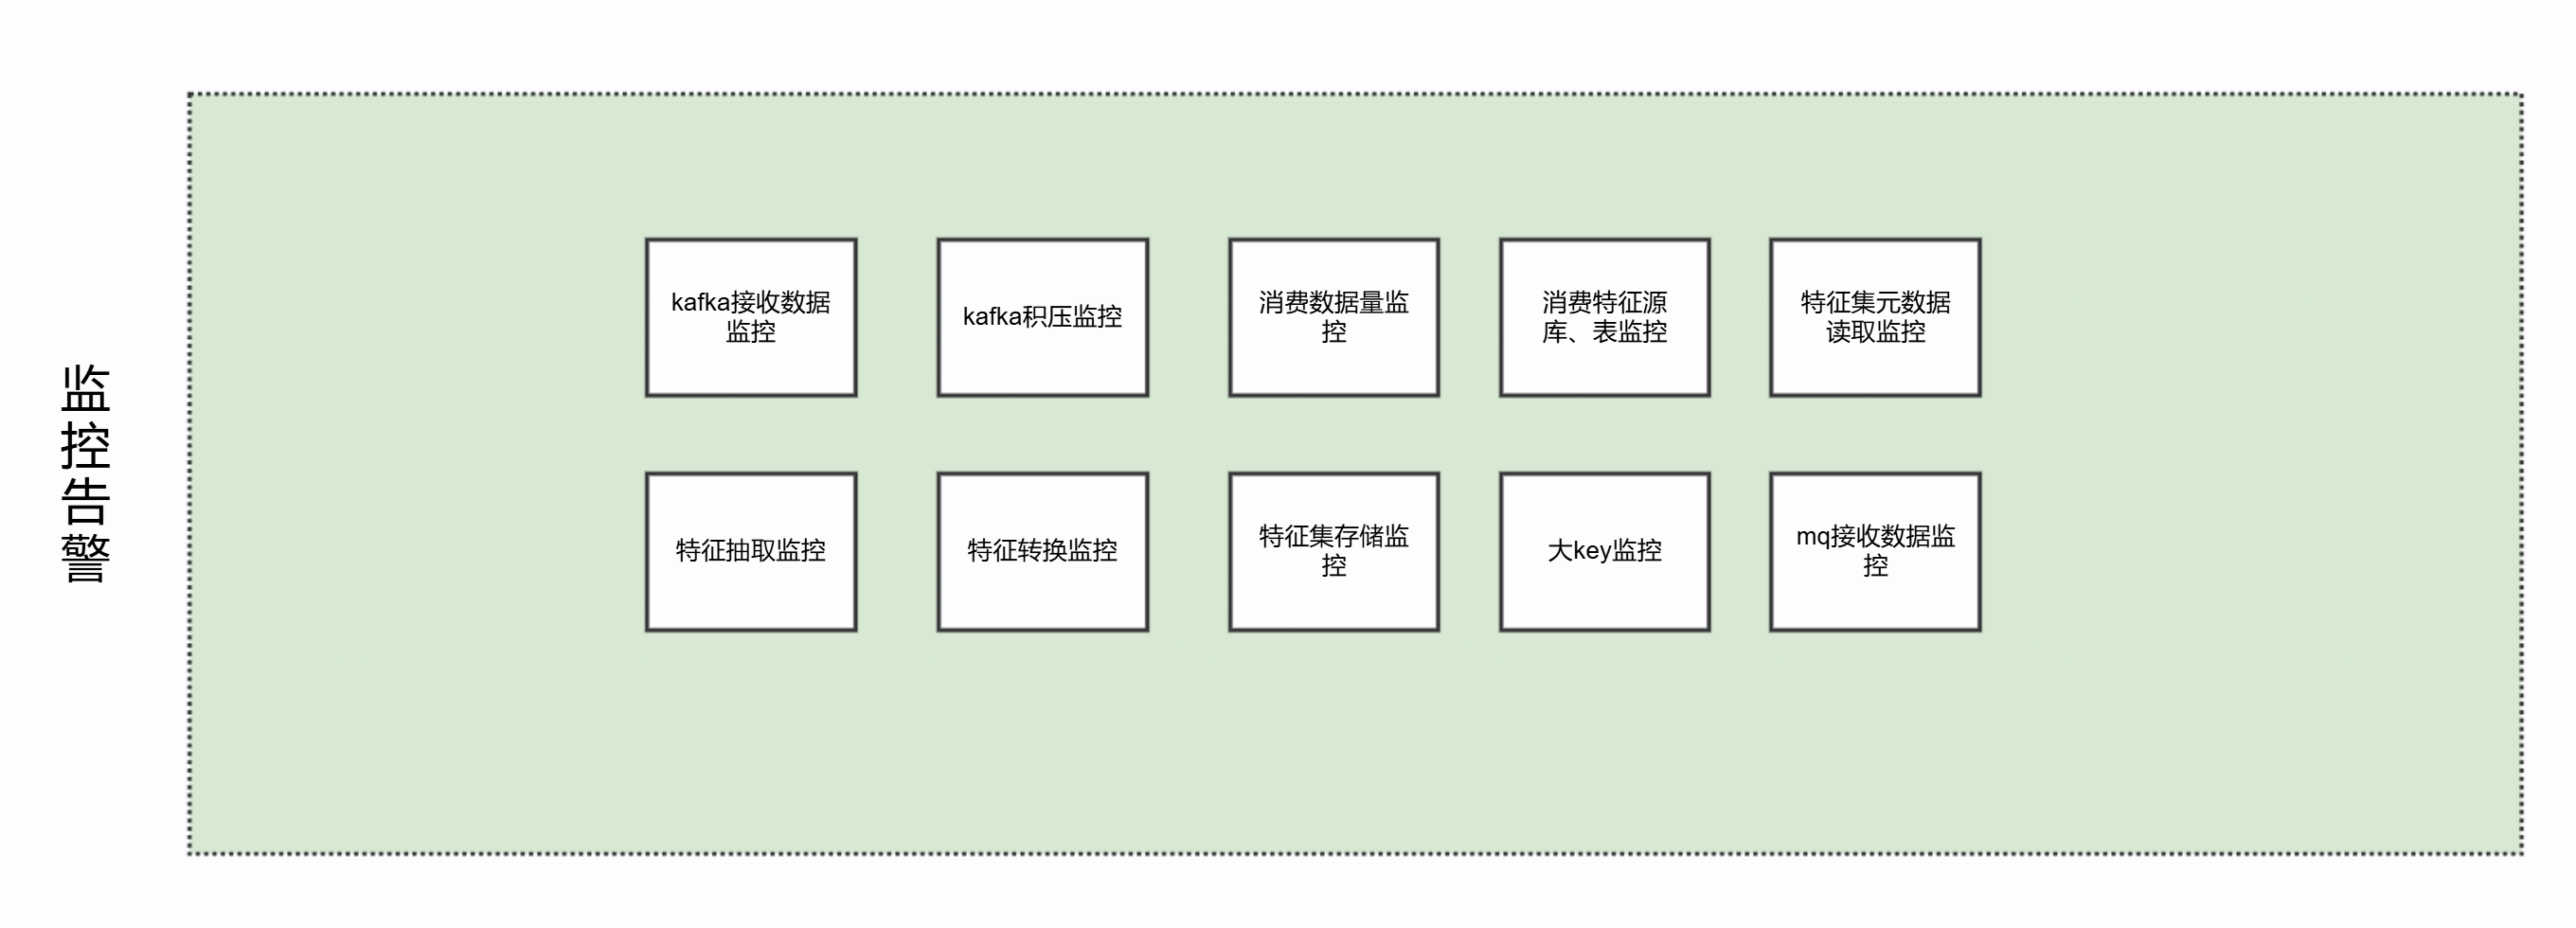 监
控
告
警
kafka接收数据
监控
kafka积压监控
消费数据量监
控
消费特征源
库、表监控
特征集元数据
读取监控
特征抽取监控
特征转换监控
特征集存储监
控
大key监控
mq接收数据监
控